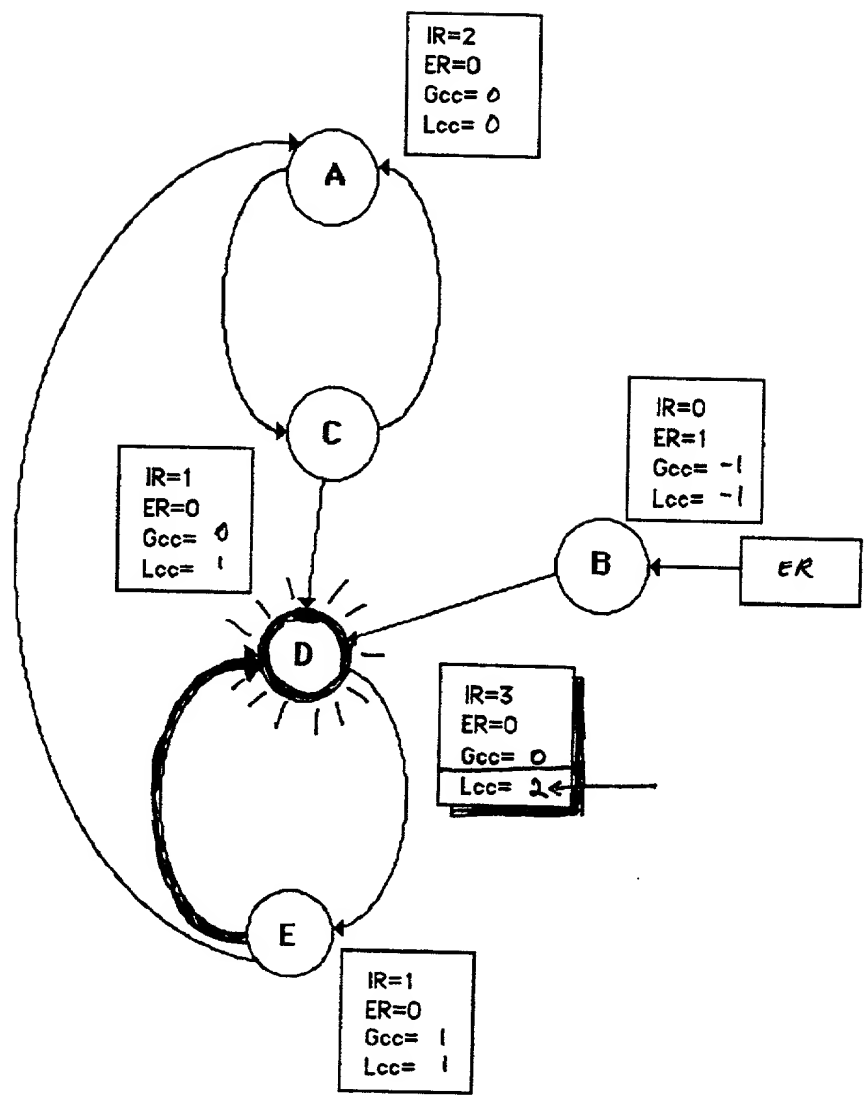 IR=2
ER=0
Gcc= 0
Lcc= 0
A
C
IR=0
ER=1
Gcc= -1
Lcc= -1
IR=1
ER=0
Gcc= 0
Lcc= 1
B
ER
D
IR=3
ER=0
Gcc= 0
Lcc= 2
E
IR=1
ER=0
Gcc= 1
Lcc= 1